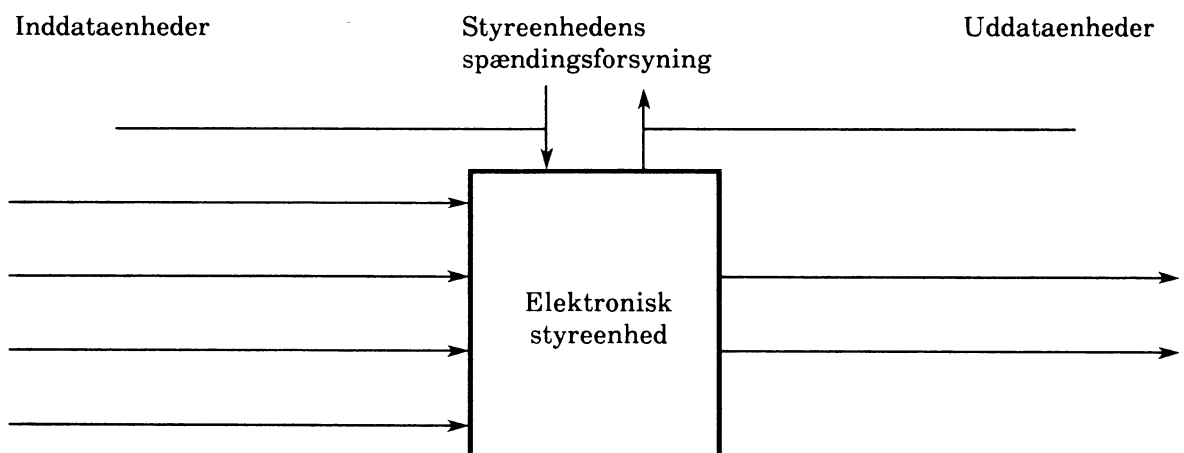 Inddataenheder
Styreenhedens
spændingsforsyning
Uddataenheder
Elektronisk
styreenhed